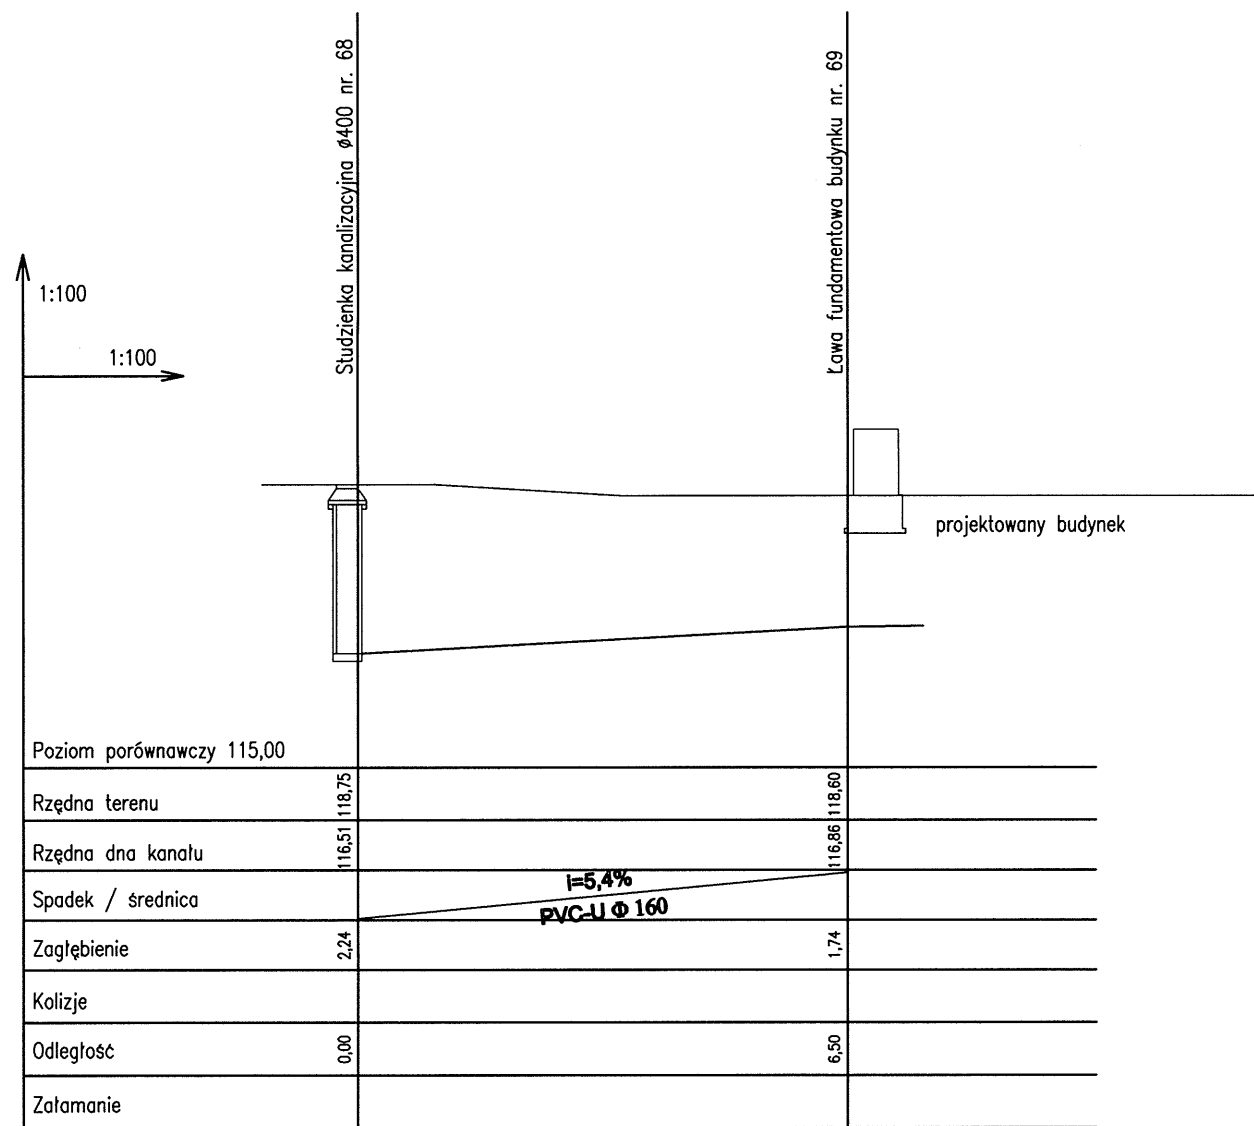 Studzienka kanalizacyjna ø400 nr. 68
Ława fundamentowa budynku nr. 69
1:100
1:100
projektowany budynek
Poziom porównawczy 115,00
Rzędna terenu 118,75 118,60
Rzędna dna kanału 116,51 116,86
Spadek / średnica i=5,4%
PVC-U Φ 160
Zagłębienie 2,24 1,74
Kolizje
Odległość 0,00 6,50
Załamanie